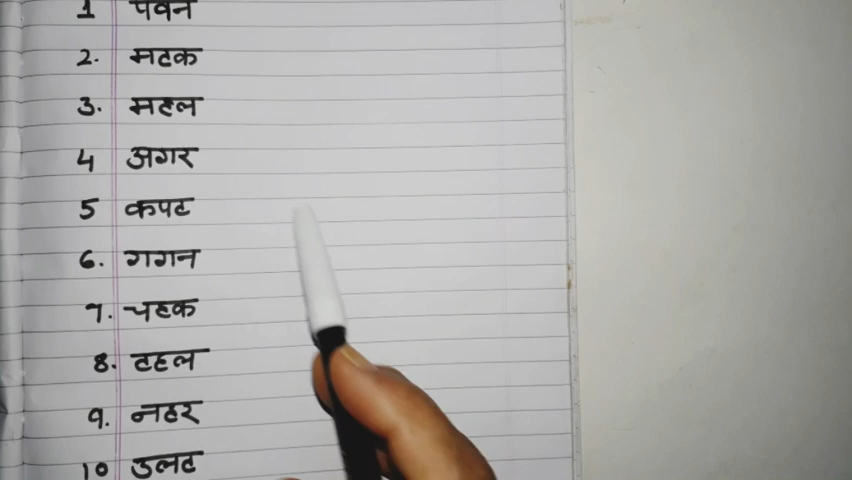 1 पवन
2. मटक
3. महल
4 अगर
5 कपट
6. गगन
7. चहक
8. टहल
9. नहर
10 उलट